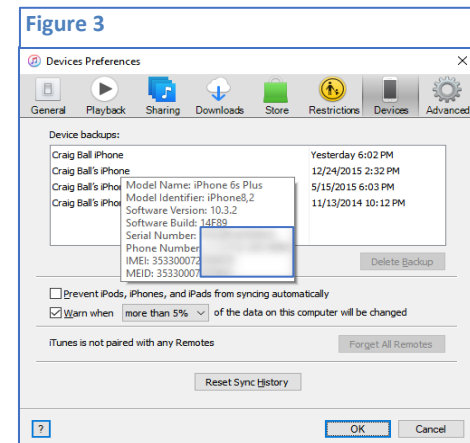 Figure 3
Devices Preferences
General Playback Sharing Downloads Store Restrictions Devices Advanced
Device backups:
Craig Ball iPhone Yesterday 6:02 PM
Craig Ball's iPhone 12/24/2015 2:32 PM
Craig Ball's iPhon 5/15/2015 6:03 PM
Craig Ball's iPhon 11/13/2014 10:12 PM
Model Name: iPhone 6s Plus
Model Identifier: iPhone8,2
Software Version: 10.3.2
Software Build: 14F89
Serial Number:
Phone Number
IMEI: 35330072
MEID: 3533007
Delete Backup
Prevent iPods, iPhones, and iPads from syncing automatically
Warn when more than 5% of the data on this computer will be changed
iTunes is not paired with any Remotes Forget All Remotes
Reset Sync History
? OK Cancel